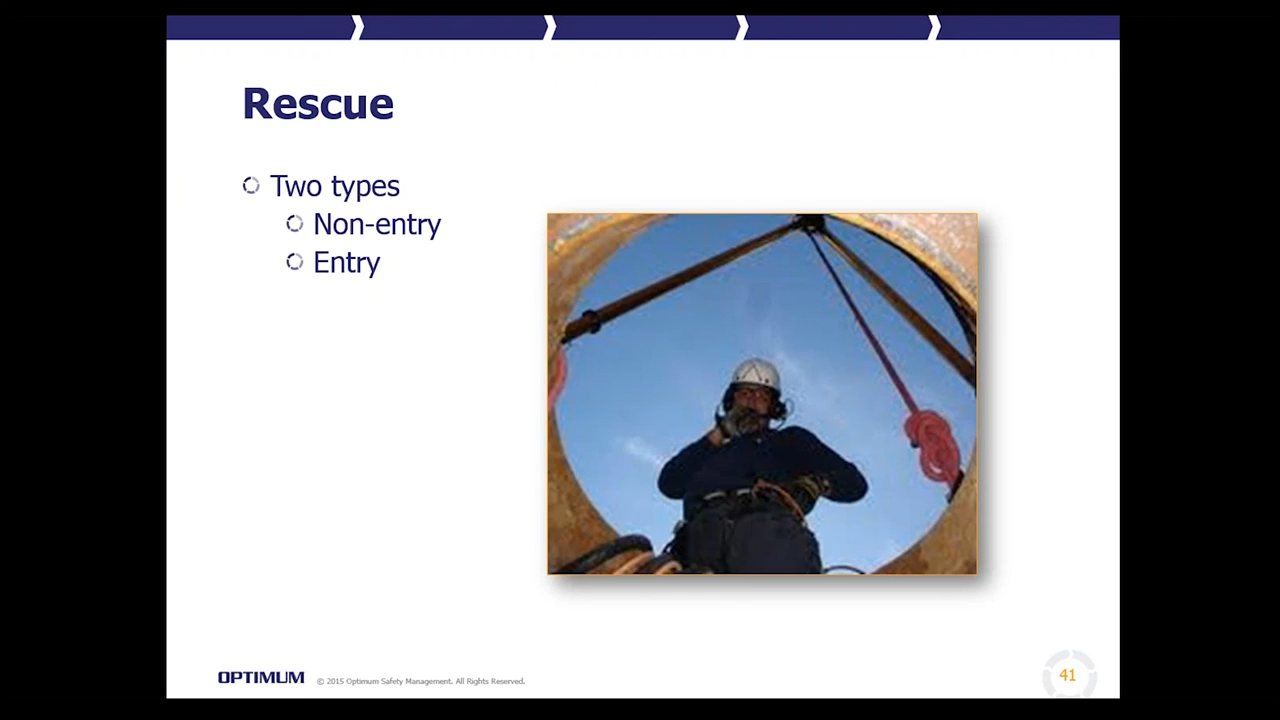 Rescue
Two types
Non-entry
Entry
OPTIMUM © 2015 Optimum Safety Management. All Rights Reserved.
41